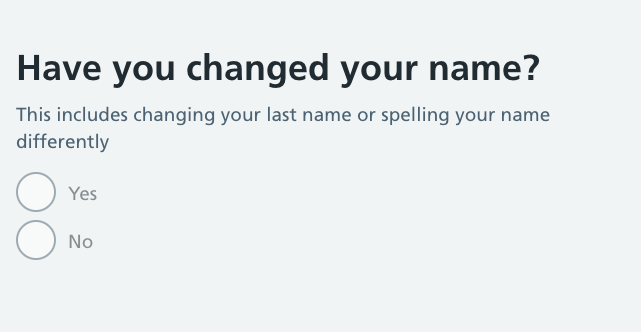 Have you changed your name?
This includes changing your last name or spelling your name
differently
Yes
No